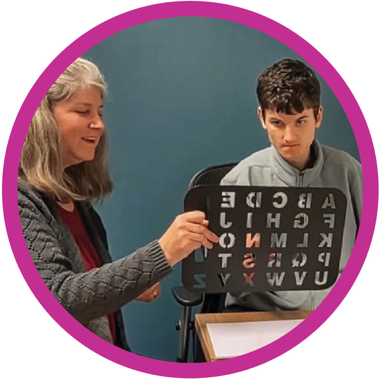 A B C D E
F G H I J
K L M N O
P Q R S T
U V W X Y Z